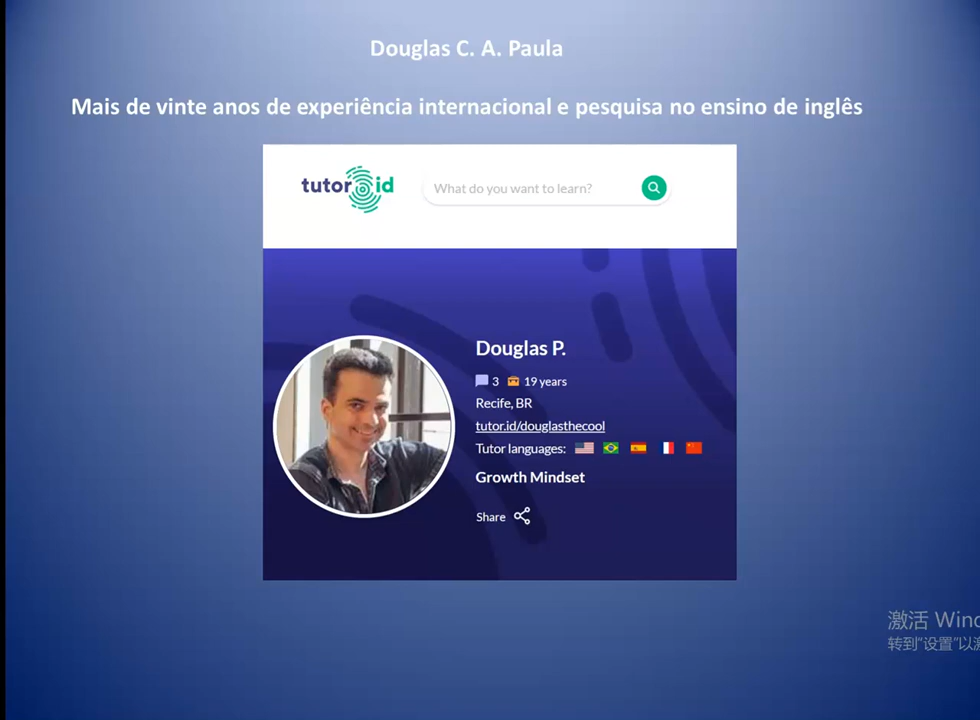 Douglas C. A. Paula
Mais de vinte anos de experiência internacional e pesquisa no ensino de inglês
tutor id
What do you want to learn?
Douglas P.
3 19 years
Recife, BR
tutor.id/douglasthecool
Tutor languages:
Growth Mindset
Share
激活 Wind
转到"设置"以激